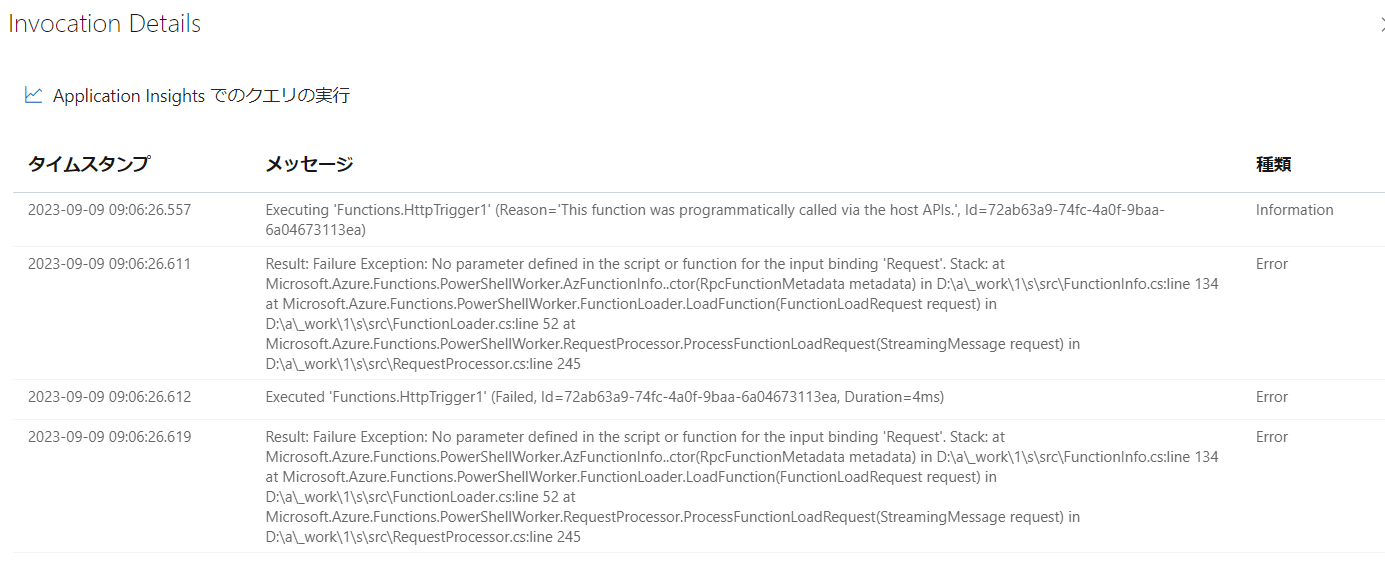 Invocation Details
Application Insights でのクエリの実行
タイムスタンプ メッセージ 種類
2023-09-09 09:06:26.557 Executing 'Functions.HttpTrigger1' (Reason='This function was programmatically called via the host APIs.', Id=72ab63a9-74fc-4a0f-9baa- Information
6a04673113ea)
2023-09-09 09:06:26.611 Result: Failure Exception: No parameter defined in the script or function for the input binding 'Request'. Stack: at Error
Microsoft.Azure.Functions.PowerShellWorker.AzFunctionInfo..ctor(RpcFunctionMetadata metadata) in D:\a\_work\1\s\src\FunctionInfo.cs:line 134
at Microsoft.Azure.Functions.PowerShellWorker.FunctionLoader.LoadFunction(FunctionLoadRequest request) in
D:\a\_work\1\s\src\FunctionLoader.cs:line 52 at
Microsoft.Azure.Functions.PowerShellWorker.RequestProcessor.ProcessFunctionLoadRequest(StreamingMessage request) in
D:\a\_work\1\s\src\RequestProcessor.cs:line 245
2023-09-09 09:06:26.612 Executed 'Functions.HttpTrigger1' (Failed, Id=72ab63a9-74fc-4a0f-9baa-6a04673113ea, Duration=4ms) Error
2023-09-09 09:06:26.619 Result: Failure Exception: No parameter defined in the script or function for the input binding 'Request'. Stack: at Error
Microsoft.Azure.Functions.PowerShellWorker.AzFunctionInfo..ctor(RpcFunctionMetadata metadata) in D:\a\_work\1\s\src\FunctionInfo.cs:line 134
at Microsoft.Azure.Functions.PowerShellWorker.FunctionLoader.LoadFunction(FunctionLoadRequest request) in
D:\a\_work\1\s\src\FunctionLoader.cs:line 52 at
Microsoft.Azure.Functions.PowerShellWorker.RequestProcessor.ProcessFunctionLoadRequest(StreamingMessage request) in
D:\a\_work\1\s\src\RequestProcessor.cs:line 245